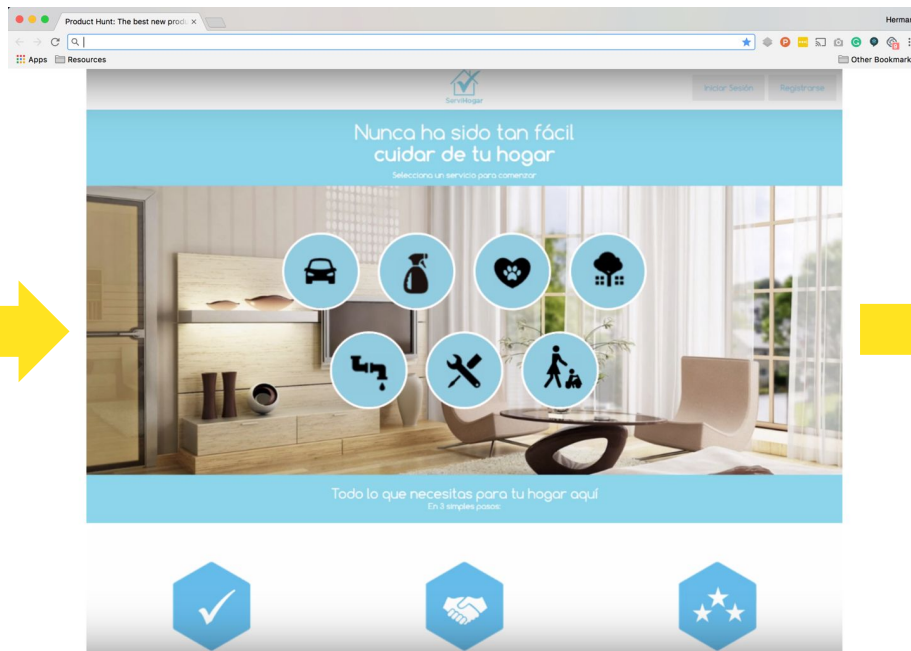 Product Hunt: The best new prod
Herman
Apps
Resources
Other Bookmark
ServiHogar
Iniciar Sesión
Registrarse
Nunca ha sido tan fácil
cuidar de tu hogar
Selecciona un servicio para comenzar
Todo lo que necesitas para tu hogar aquí
En 3 simples pasos: